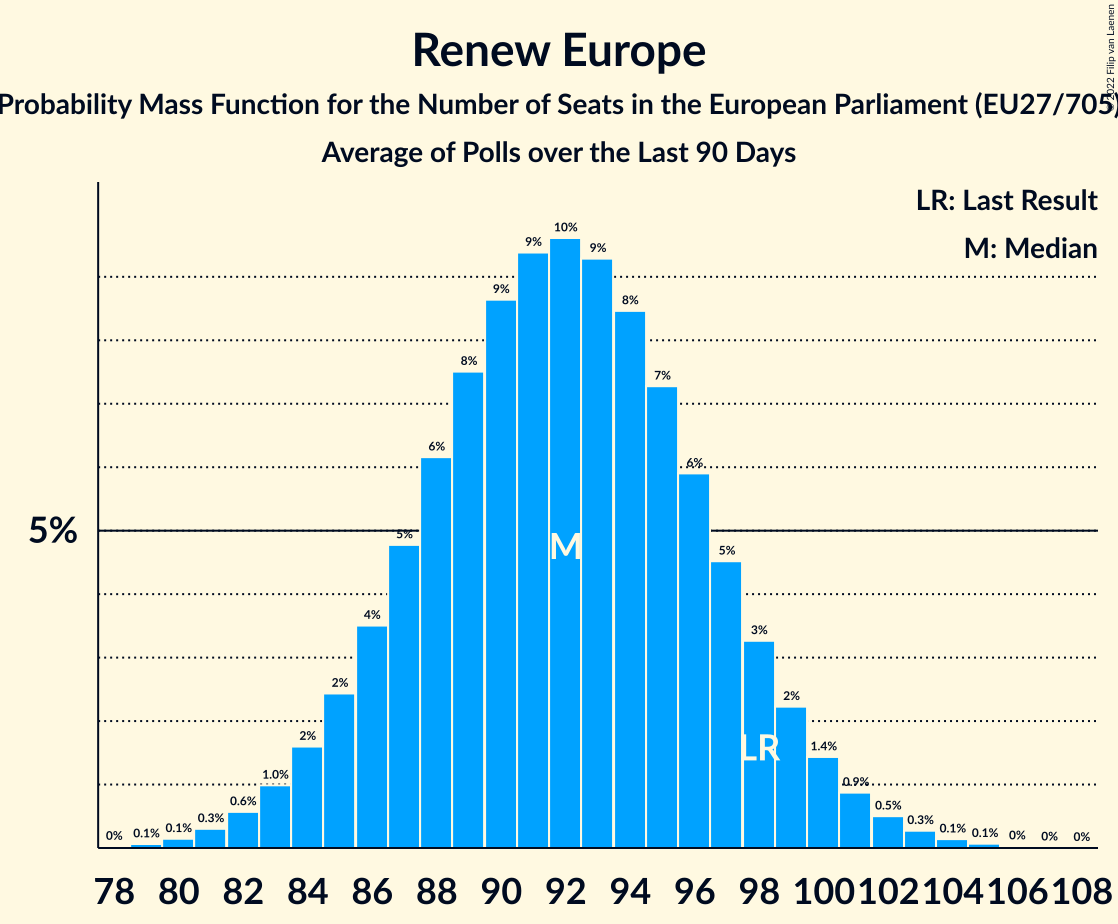 Renew Europe
Probability Mass Function for the Number of Seats in the European Parliament (EU27/705)
Average of Polls over the Last 90 Days
© 2022 Filip van Laenen
LR: Last Result
M: Median
10%
9% 9%
9%
8%
8%
7%
6%
6%
5%
5%
5%
M
4%
3%
2%
2%
2%
LR
1.4%
1.0%
0.9%
0.6%
0.5%
0.3%
0.3%
0% 0.1% 0.1% 0.1% 0.1% 0% 0% 0%
78 80 82 84 86 88 90 92 94 96 98 100 102 104 106 108